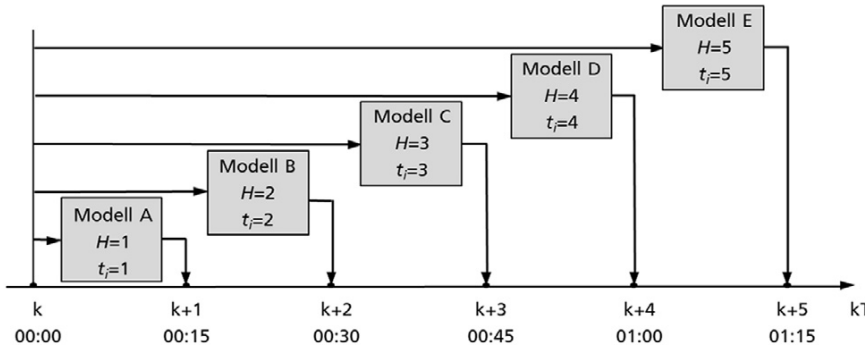 Modell E
H=5
tᵢ=5
Modell D
H=4
tᵢ=4
Modell C
H=3
tᵢ=3
Modell B
H=2
tᵢ=2
Modell A
H=1
tᵢ=1
k k+1 k+2 k+3 k+4 k+5 kT
00:00 00:15 00:30 00:45 01:00 01:15